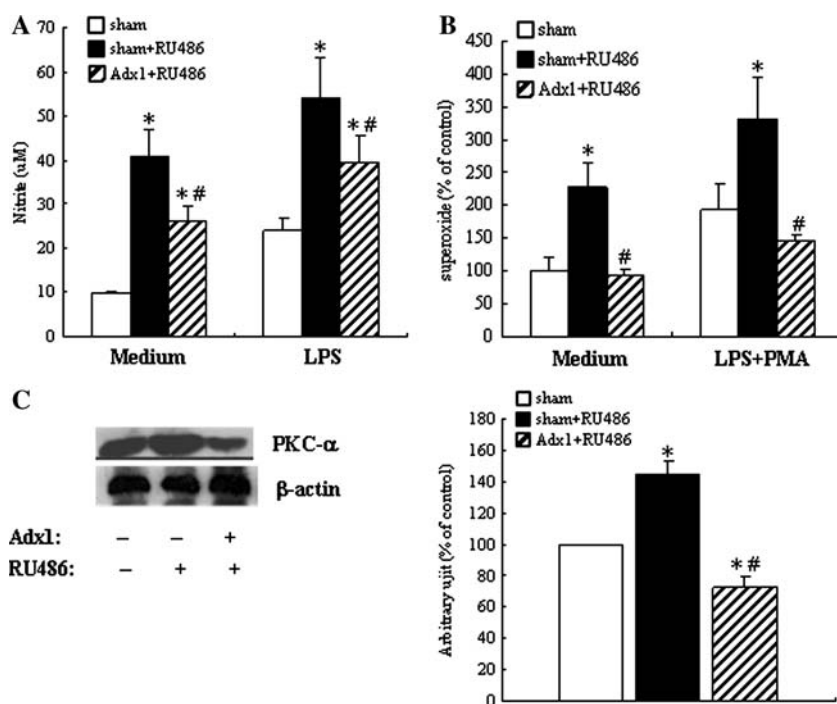 A
sham
sham+RU486
Adx1+RU486
Nitrite (uM)
70
60
50
40
30
20
10
0
*
*#
*
*#
Medium
LPS
B
sham
sham+RU486
Adx1+RU486
superoxide (% of control)
450
400
350
300
250
200
150
100
50
0
*
#
*
#
Medium
LPS+PMA
C
PKC-α
β-actin
Adx1: – – +
RU486: – + +
sham
sham+RU486
Adx1+RU486
Arbitrary ujit (% of control)
180
160
140
120
100
80
60
40
20
0
*
*#